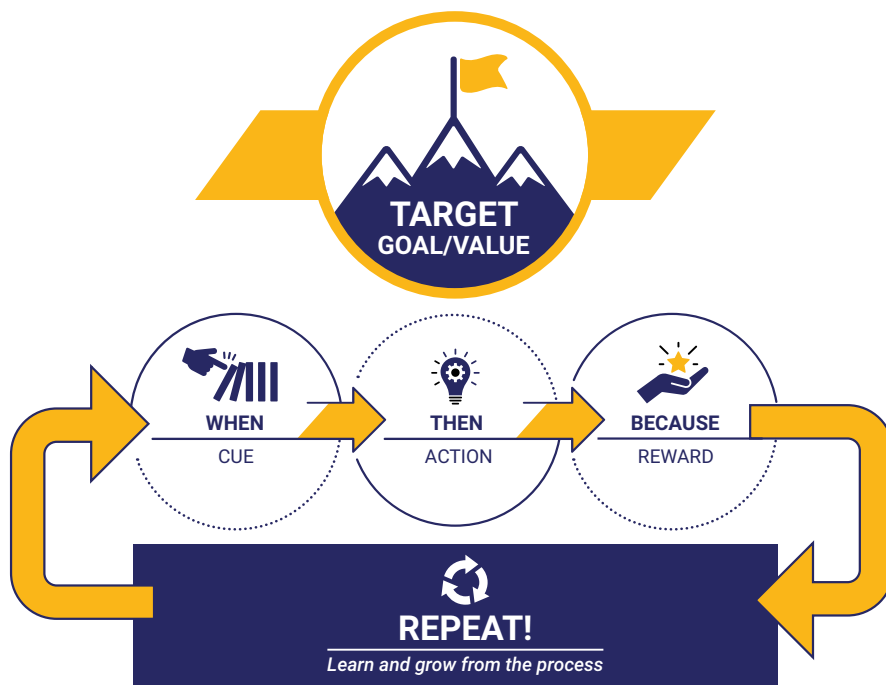 TARGET
GOAL/VALUE
WHEN
CUE
THEN
ACTION
BECAUSE
REWARD
REPEAT!
Learn and grow from the process